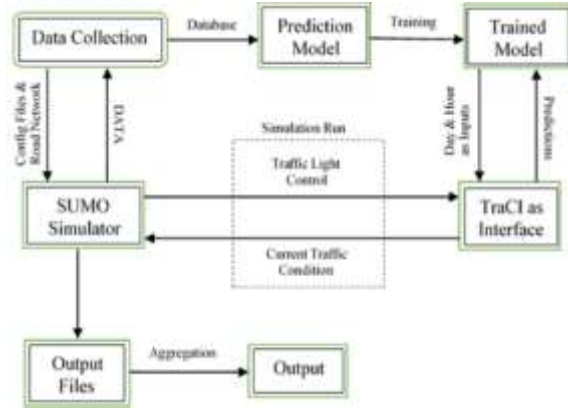 Data Collection
Database
Prediction
Model
Training
Trained
Model
Config Files &
Road Network
DATA
Day & Hour
as Inputs
Predictions
Simulation Run
Traffic Light
Control
SUMO
Simulator
TraCI as
Interface
Current Traffic
Condition
Output
Files
Aggregation
Output